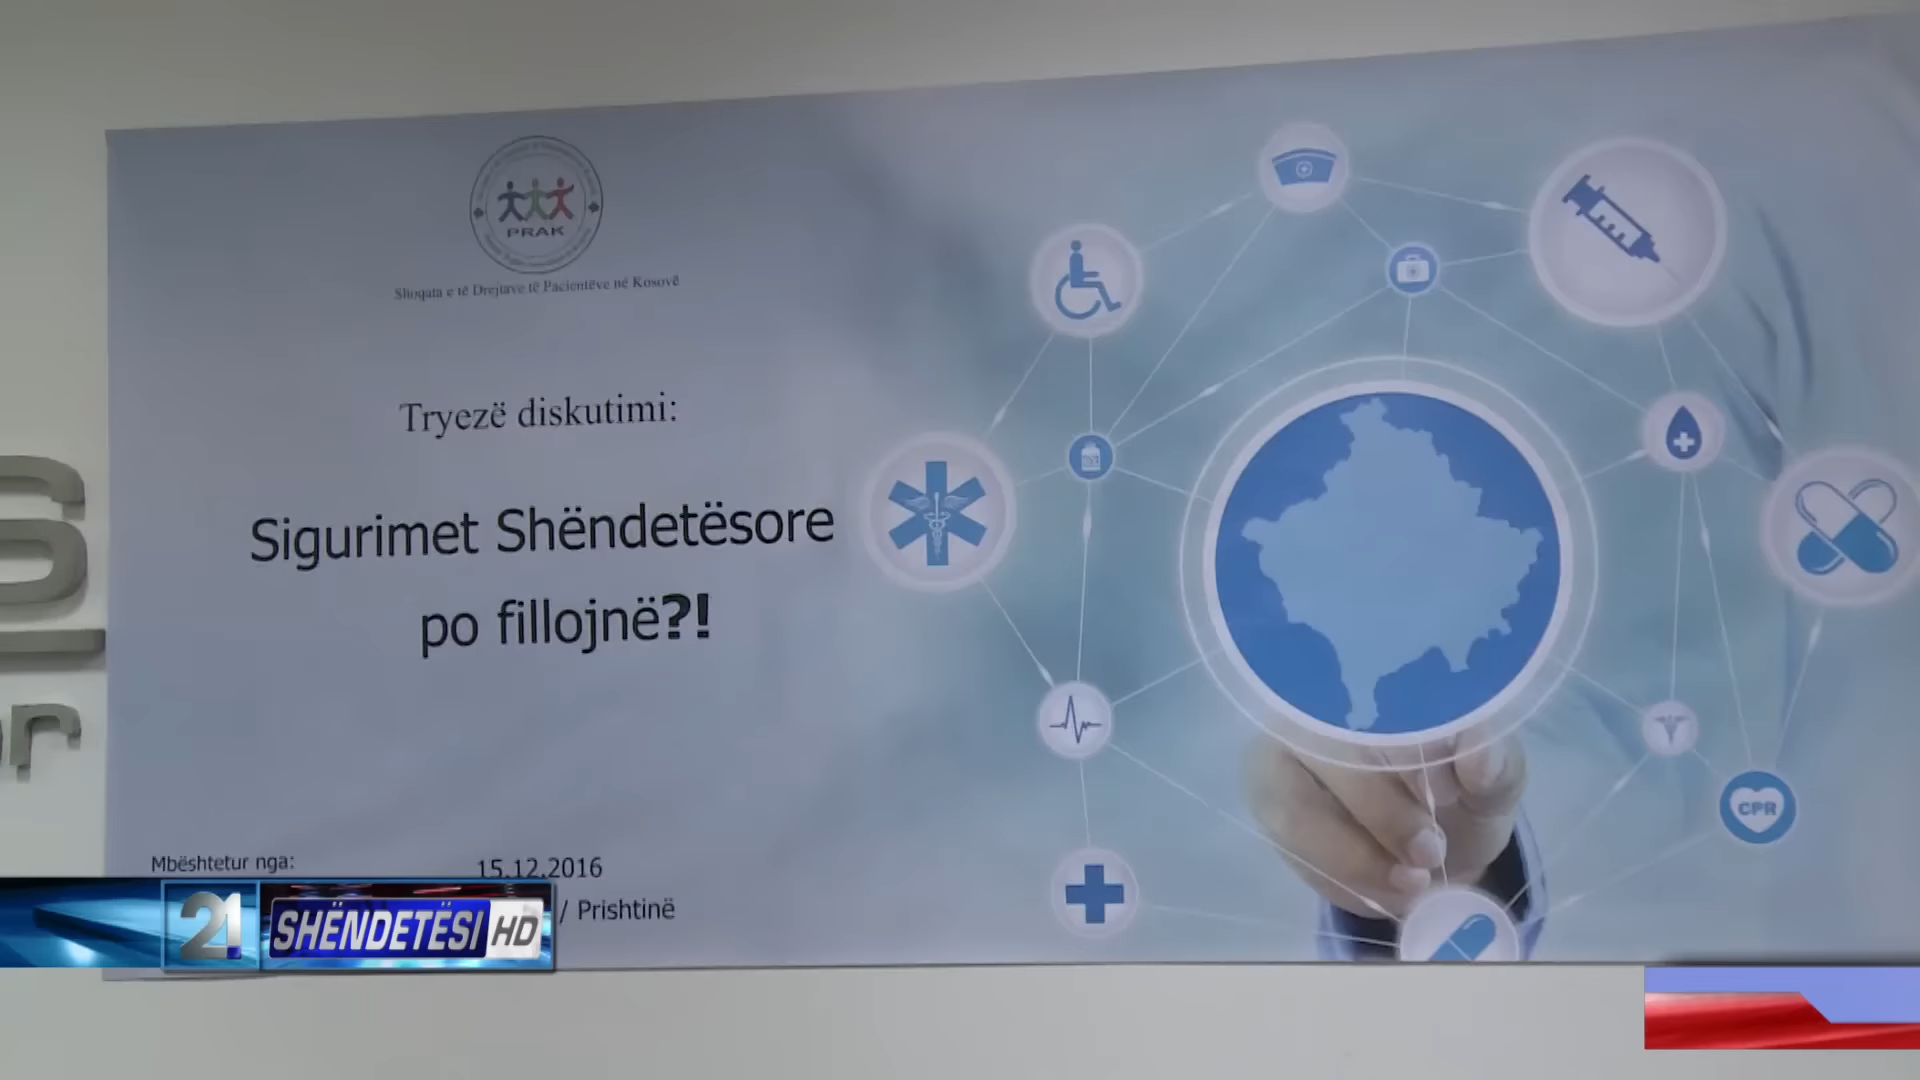 PRAK
Shoqata e të Drejtave të Pacientëve në Kosovë
Tryezë diskutimi:
Sigurimet Shëndetësore
po fillojnë?!
Mbështetur nga:
15.12.2016
/ Prishtinë
21
SHËNDETËSI HD
CPR